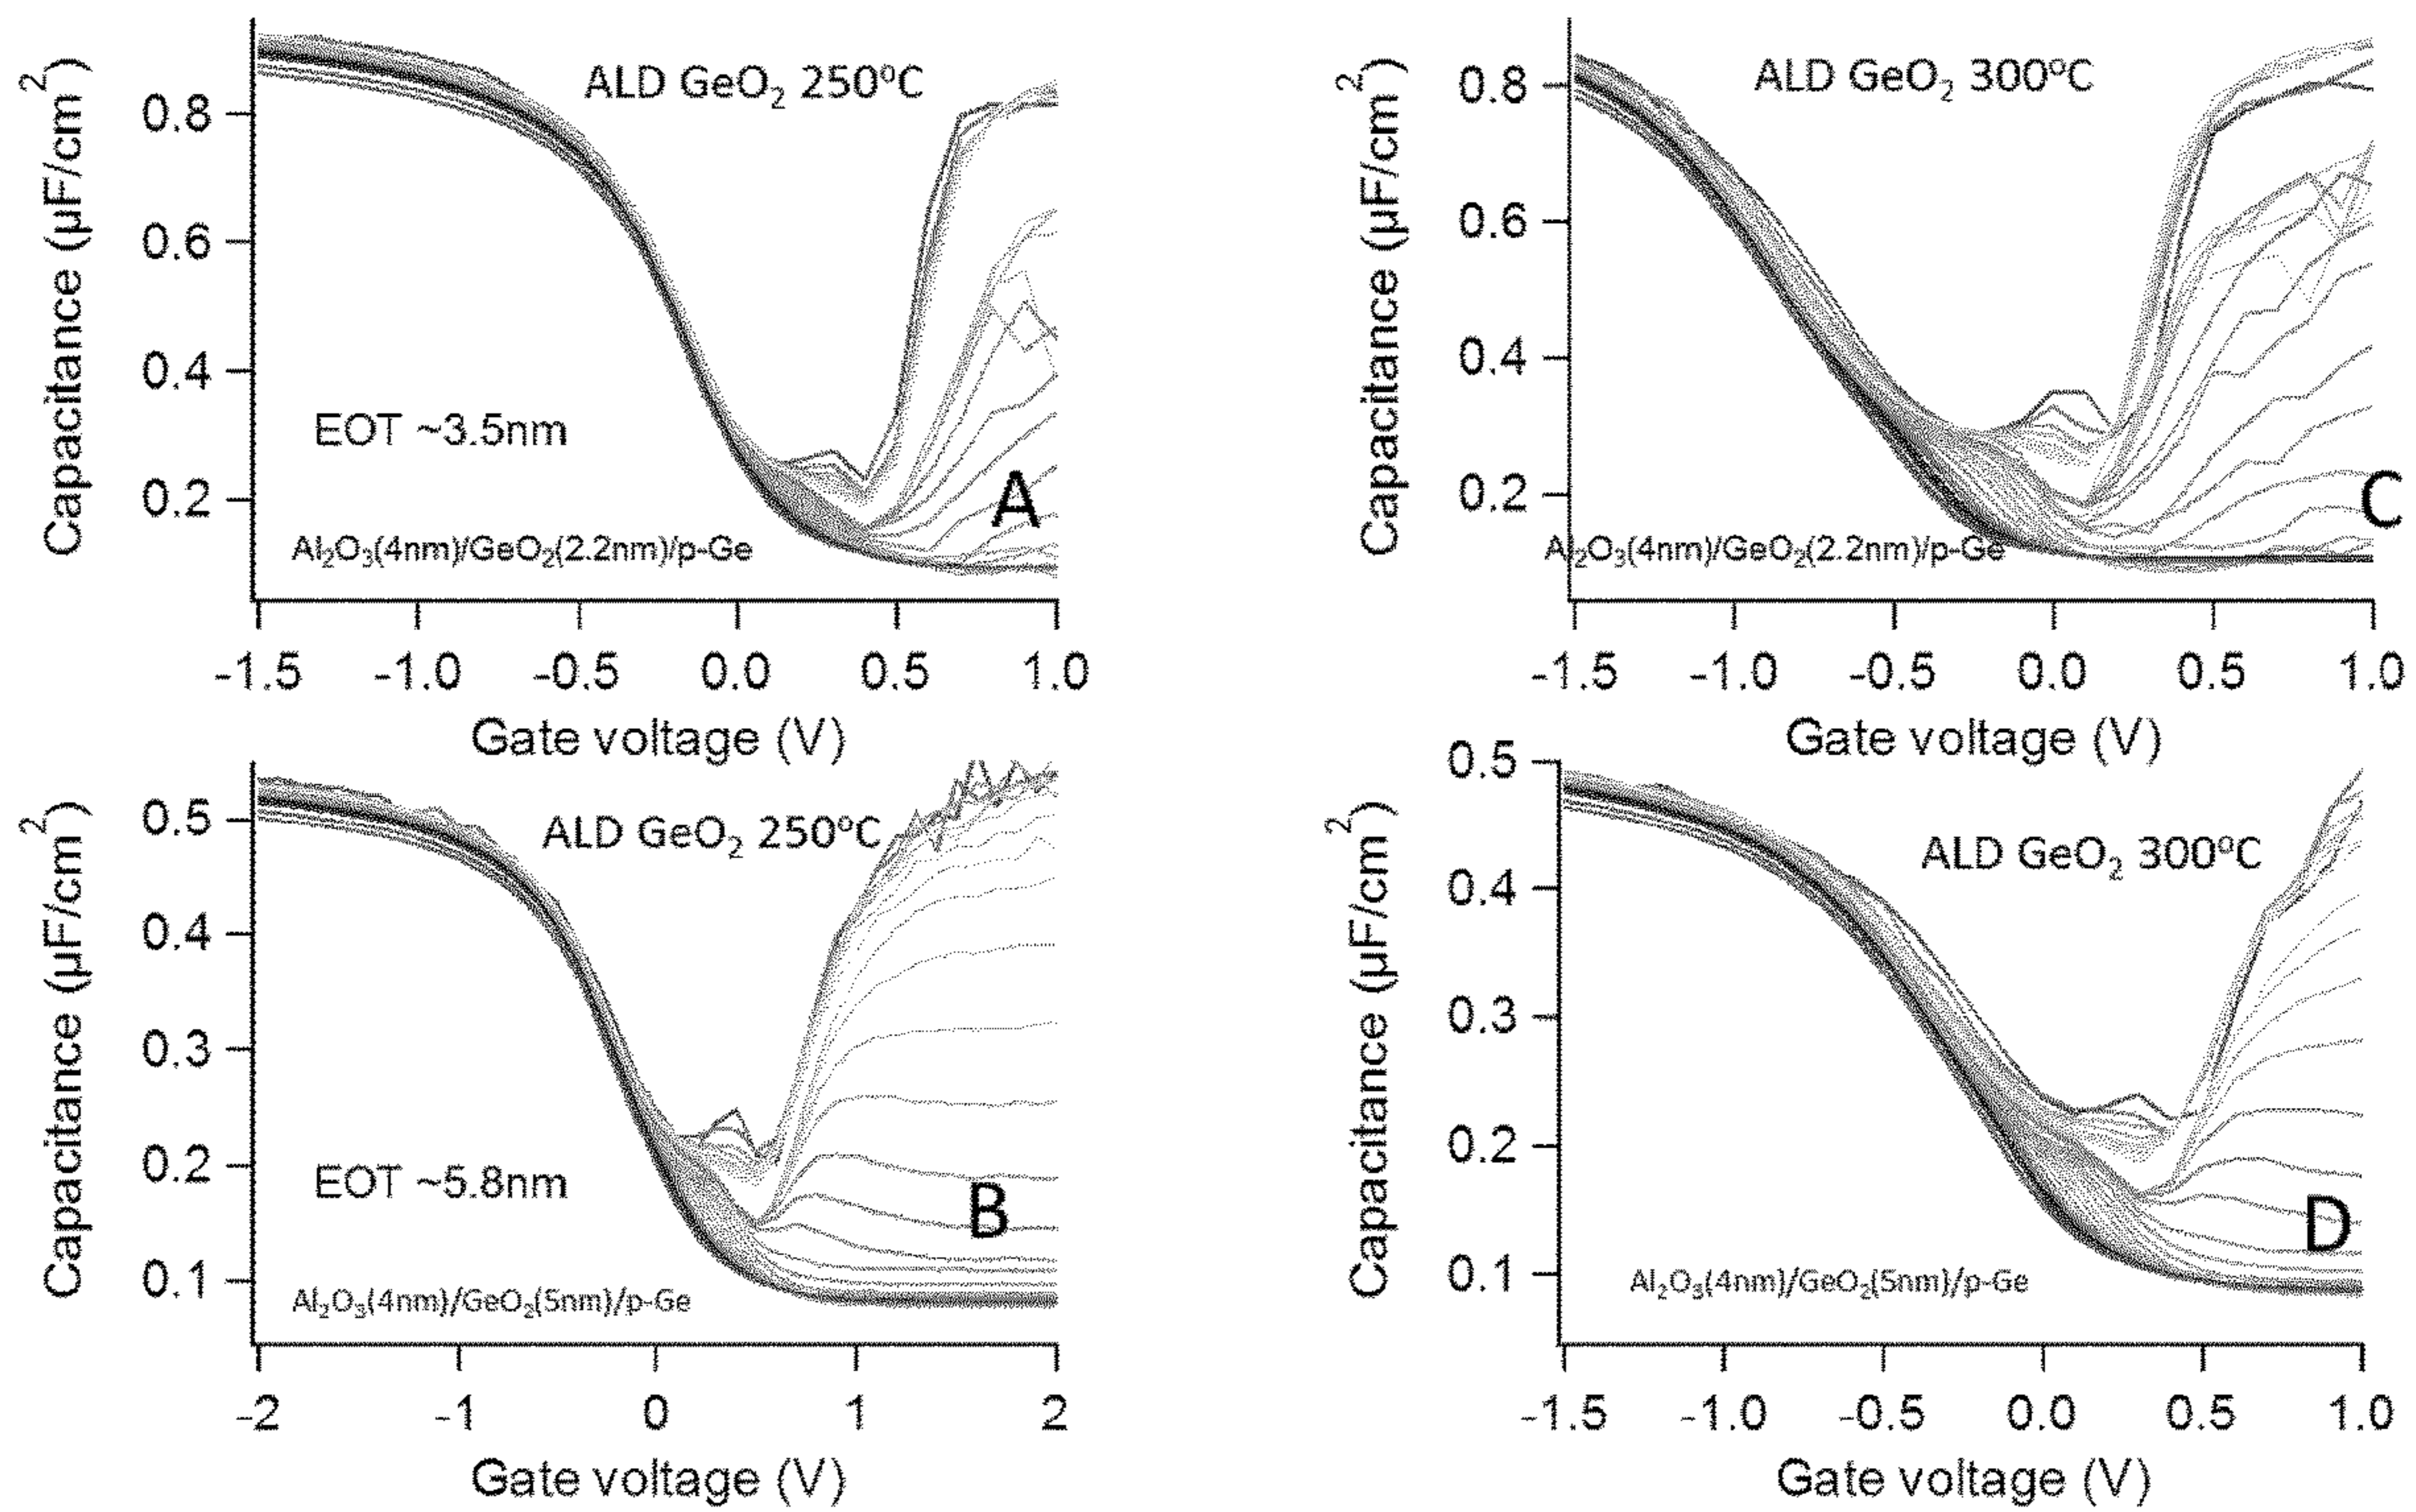 Capacitance (μF/cm²)
ALD GeO₂ 250⁰C
0.8
0.6
0.4
0.2
EOT ~3.5nm
A
Al₂O₃(4nm)/GeO₂(2.2nm)/p-Ge
-1.5 -1.0 -0.5 0.0 0.5 1.0
Gate voltage (V)
Capacitance (μF/cm²)
ALD GeO₂ 300⁰C
0.8
0.6
0.4
0.2
C
Al₂O₃(4nm)/GeO₂(2.2nm)/p-Ge
-1.5 -1.0 -0.5 0.0 0.5 1.0
Gate voltage (V)
Capacitance (μF/cm²)
ALD GeO₂ 250⁰C
0.5
0.4
0.3
0.2
0.1
EOT ~5.8nm
B
Al₂O₃(4nm)/GeO₂(5nm)/p-Ge
-2 -1 0 1 2
Gate voltage (V)
Capacitance (μF/cm²)
ALD GeO₂ 300⁰C
0.5
0.4
0.3
0.2
0.1
D
Al₂O₃(4nm)/GeO₂(5nm)/p-Ge
-1.5 -1.0 -0.5 0.0 0.5 1.0
Gate voltage (V)